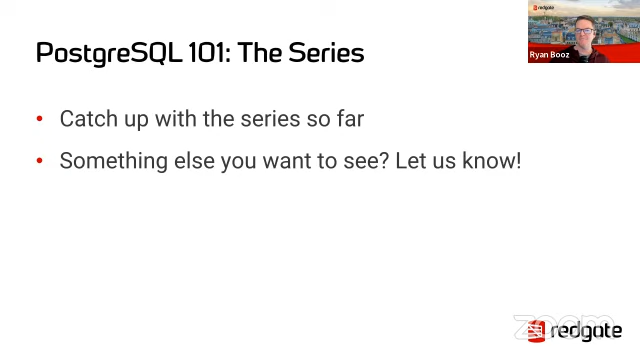 PostgreSQL 101: The Series
redgate
Ryan Booz
• Catch up with the series so far
• Something else you want to see? Let us know!
zoom
redgate